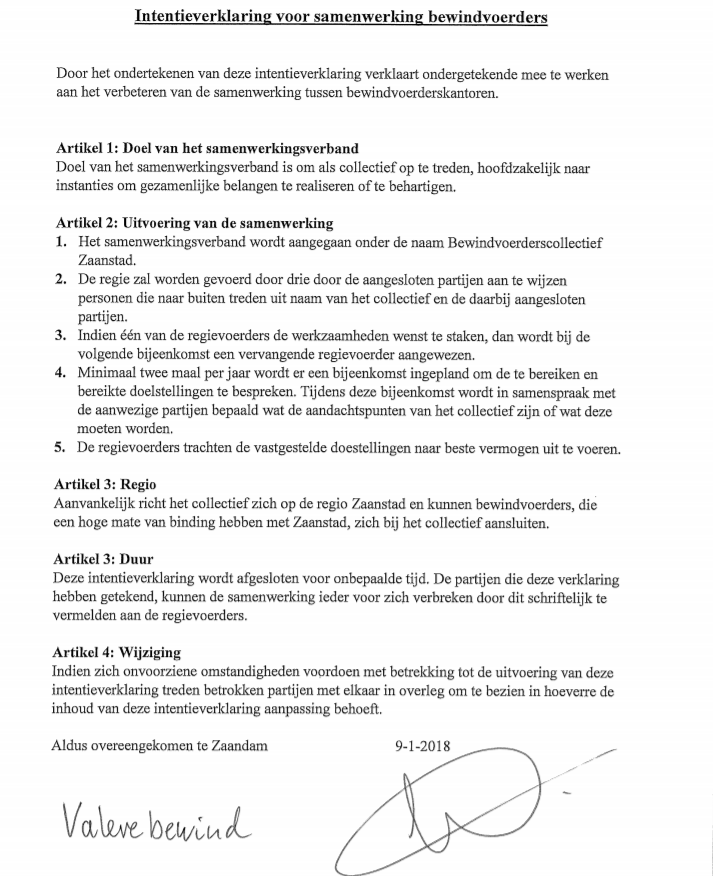 Intentieverklaring voor samenwerking bewindvoerders
Door het ondertekenen van deze intentieverklaring verklaart ondergetekende mee te werken
aan het verbeteren van de samenwerking tussen bewindvoerderskantoren.
Artikel 1: Doel van het samenwerkingsverband
Doel van het samenwerkingsverband is om als collectief op te treden, hoofdzakelijk naar
instanties om gezamenlijke belangen te realiseren of te behartigen.
Artikel 2: Uitvoering van de samenwerking
1. Het samenwerkingsverband wordt aangegaan onder de naam Bewindvoerderscollectief
Zaanstad.
2. De regie zal worden gevoerd door drie door de aangesloten partijen aan te wijzen
personen die naar buiten treden uit naam van het collectief en de daarbij aangesloten
partijen.
3. Indien één van de regievoerders de werkzaamheden wenst te staken, dan wordt bij de
volgende bijeenkomst een vervangende regievoerder aangewezen.
4. Minimaal twee maal per jaar wordt er een bijeenkomst ingepland om de te bereiken en
bereikte doelstellingen te bespreken. Tijdens deze bijeenkomst wordt in samenspraak met
de aanwezige partijen bepaald wat de aandachtspunten van het collectief zijn of wat deze
moeten worden.
5. De regievoerders trachten de vastgestelde doestellingen naar beste vermogen uit te voeren.
Artikel 3: Regio
Aanvankelijk richt het collectief zich op de regio Zaanstad en kunnen bewindvoerders, die
een hoge mate van binding hebben met Zaanstad, zich bij het collectief aansluiten.
Artikel 3: Duur
Deze intentieverklaring wordt afgesloten voor onbepaalde tijd. De partijen die deze verklaring
hebben getekend, kunnen de samenwerking ieder voor zich verbreken door dit schriftelijk te
vermelden aan de regievoerders.
Artikel 4: Wijziging
Indien zich onvoorziene omstandigheden voordoen met betrekking tot de uitvoering van deze
intentieverklaring treden betrokken partijen met elkaar in overleg om te bezien in hoeverre de
inhoud van deze intentieverklaring aanpassing behoeft.
Aldus overeengekomen te Zaandam 9-1-2018
Valeve bewind